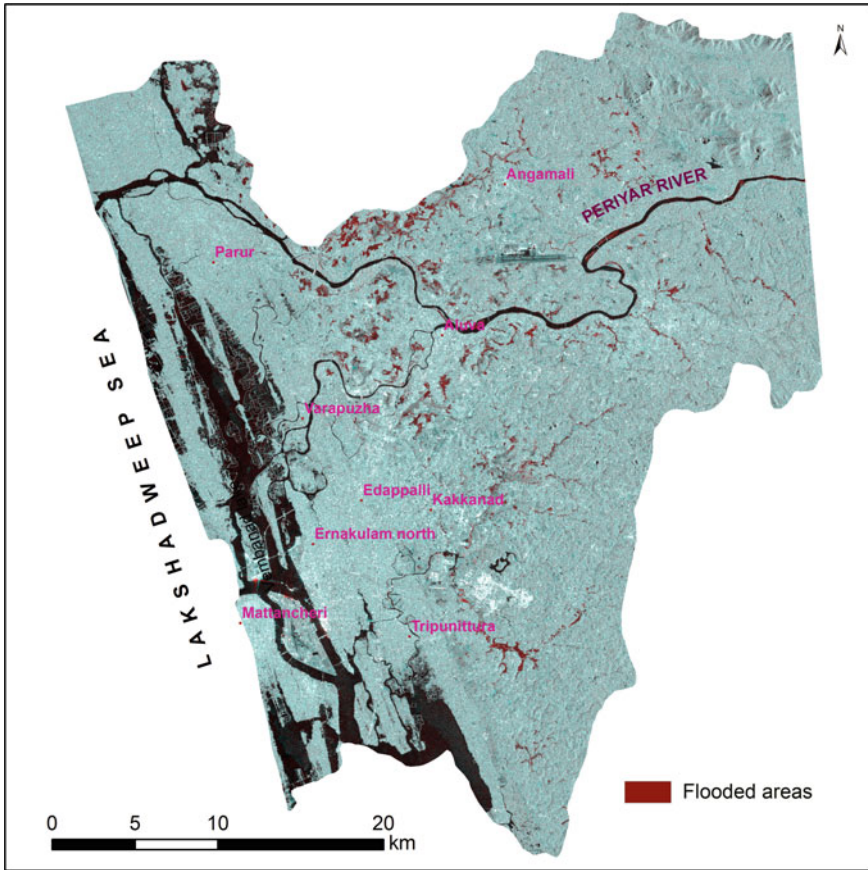 N
Angamali
PERIYAR RIVER
Parur
Aluva
LAKSHADWEEP SEA
Varapuzha
Edappalli
Kakkanad
Ernakulam north
Mattancheri
Tripunittura
Flooded areas
0 5 10 20
km